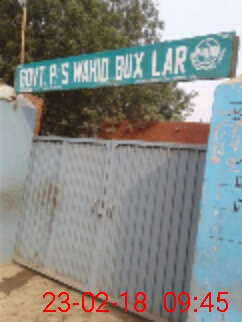 GOVT. P/S WAHID BUX LAR
23-02-18 09:45